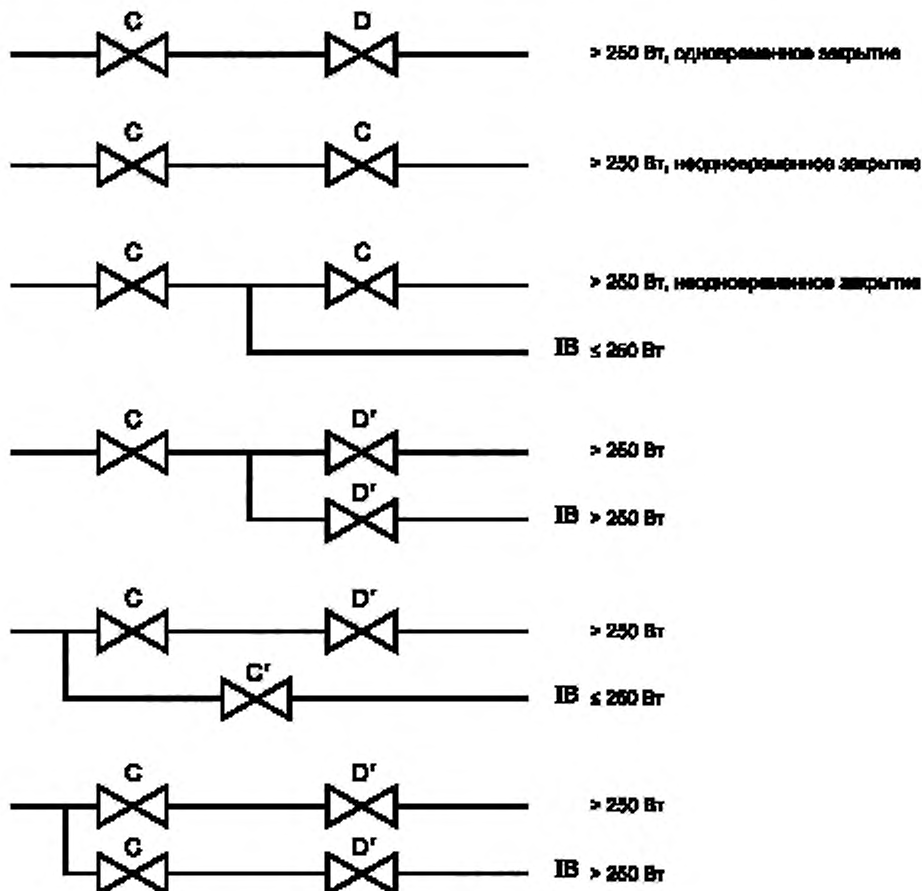 C D
> 250 Вт, одновременное закрытие
C C
> 250 Вт, неодновременное закрытие
C C
> 250 Вт, неодновременное закрытие
IB ≤ 250 Вт
C D'
> 250 Вт
D'
IB > 250 Вт
C D'
> 250 Вт
C'
IB ≤ 250 Вт
C D'
> 250 Вт
C D'
IB > 250 Вт